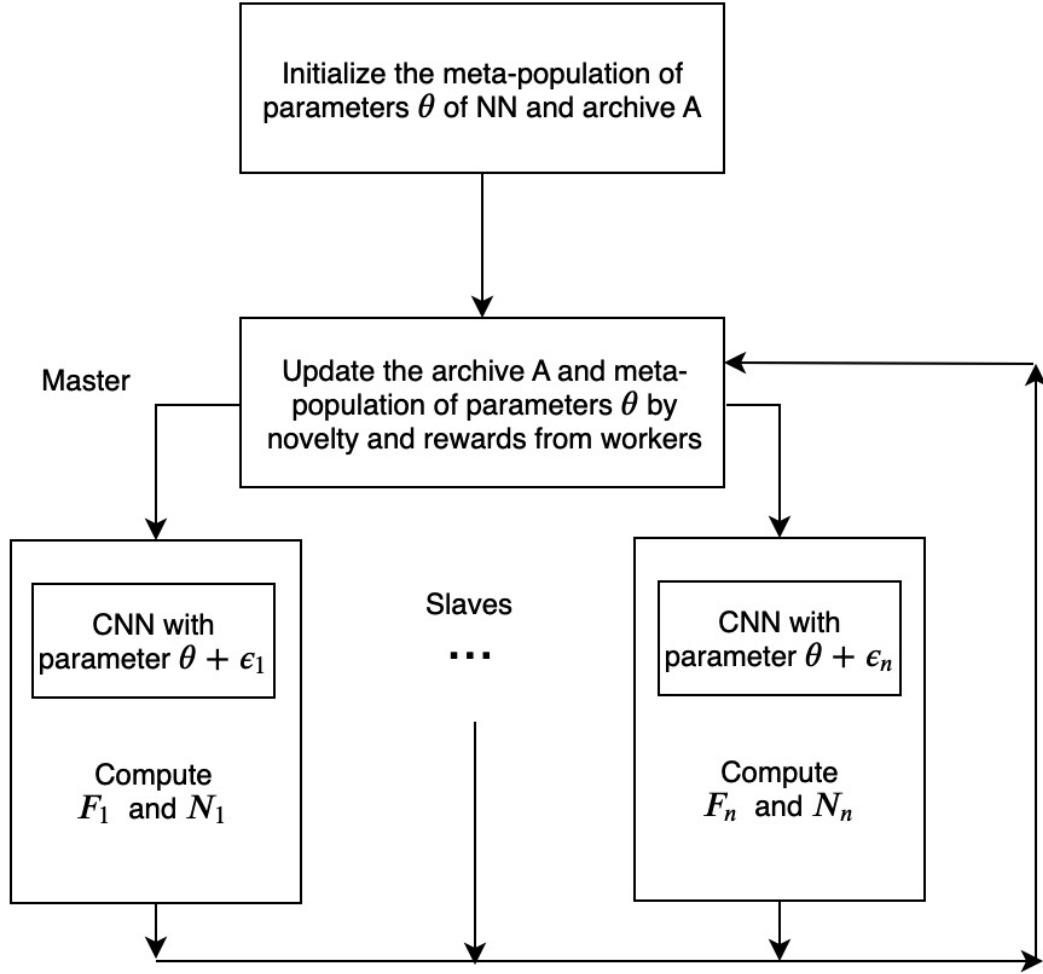 Initialize the meta-population of
parameters θ of NN and archive A
Master
Update the archive A and meta-
population of parameters θ by
novelty and rewards from workers
CNN with
parameter θ + ϵ₁
Compute
F₁ and N₁
Slaves
...
CNN with
parameter θ + ϵₙ
Compute
Fₙ and Nₙ